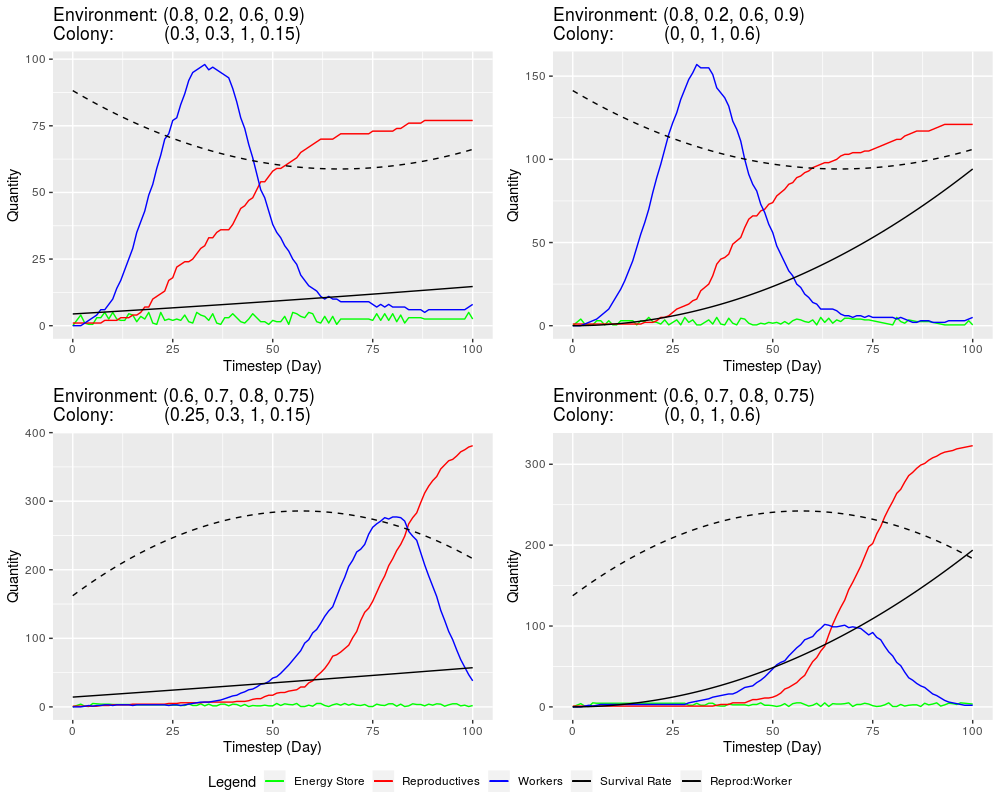 Environment: (0.8, 0.2, 0.6, 0.9)
Colony: (0.3, 0.3, 1, 0.15)
Quantity
100
75
50
25
0
0 25 50 75 100
Timestep (Day)
Environment: (0.8, 0.2, 0.6, 0.9)
Colony: (0, 0, 1, 0.6)
Quantity
150
100
50
0
0 25 50 75 100
Timestep (Day)
Environment: (0.6, 0.7, 0.8, 0.75)
Colony: (0.25, 0.3, 1, 0.15)
Quantity
400
300
200
100
0
0 25 50 75 100
Timestep (Day)
Environment: (0.6, 0.7, 0.8, 0.75)
Colony: (0, 0, 1, 0.6)
Quantity
300
200
100
0
0 25 50 75 100
Timestep (Day)
Legend Energy Store Reproductives Workers Survival Rate Reprod:Worker